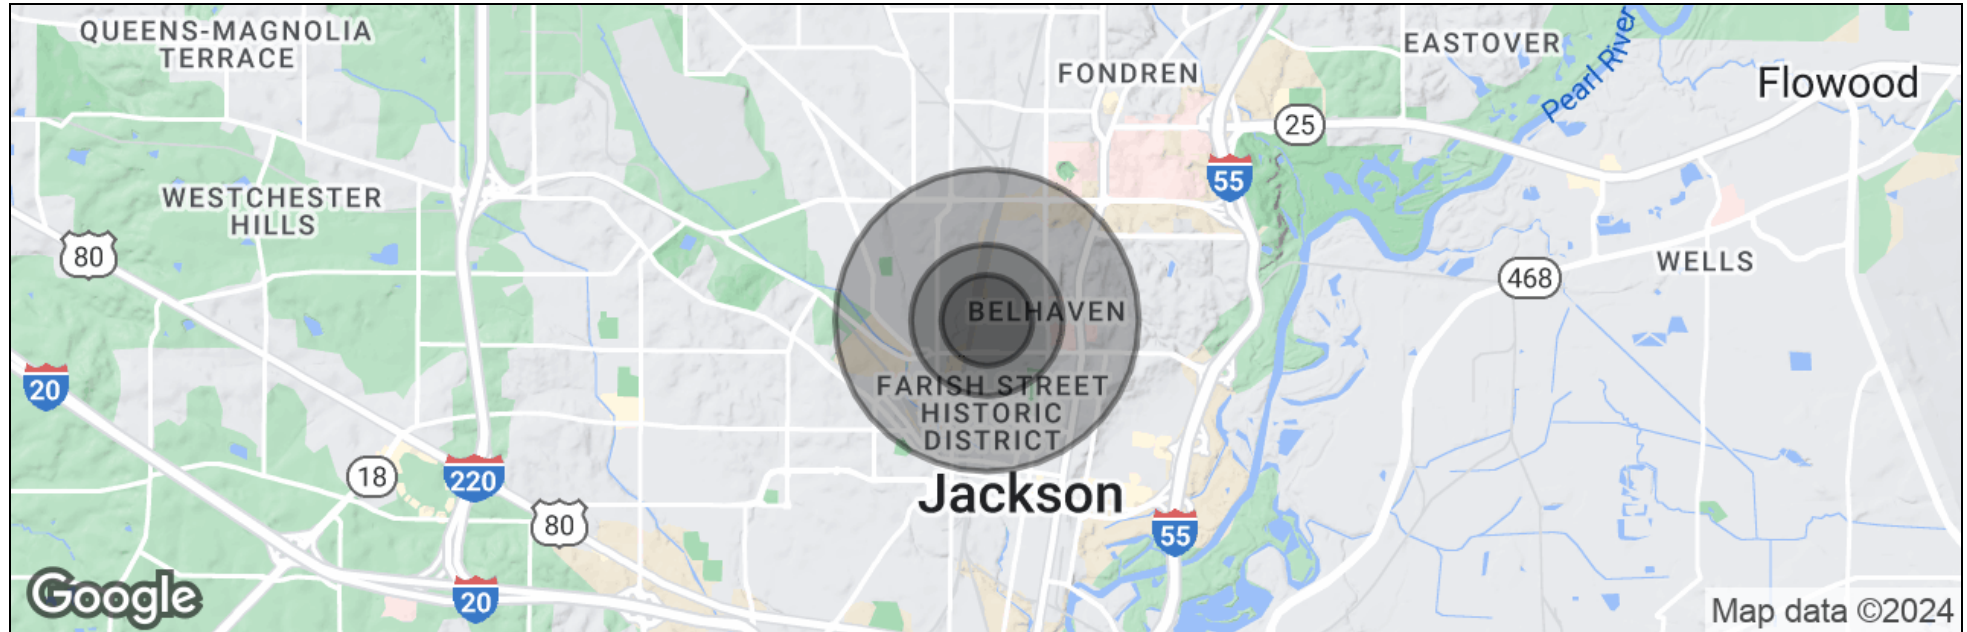 QUEENS-MAGNOLIA
TERRACE
EASTOVER
Pearl River
FONDREN
Flowood
25
55
WESTCHESTER
HILLS
80
WELLS
468
BELHAVEN
20
FARISH STREET
HISTORIC
DISTRICT
18
220
Jackson
80
55
Google
20
Map data ©2024